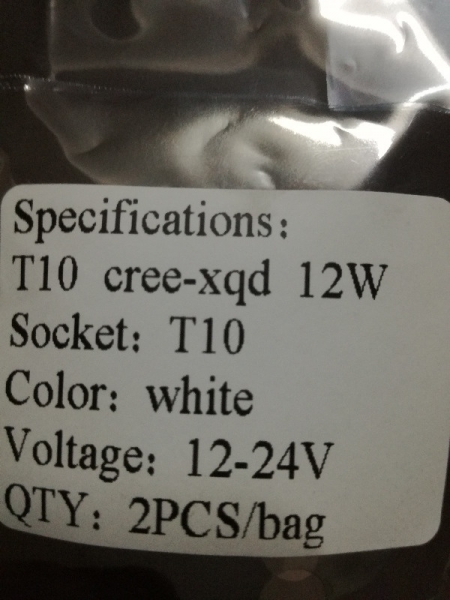 Specifications:
T10 cree-xqd 12W
Socket: T10
Color: white
Voltage: 12-24V
QTY: 2PCS/bag